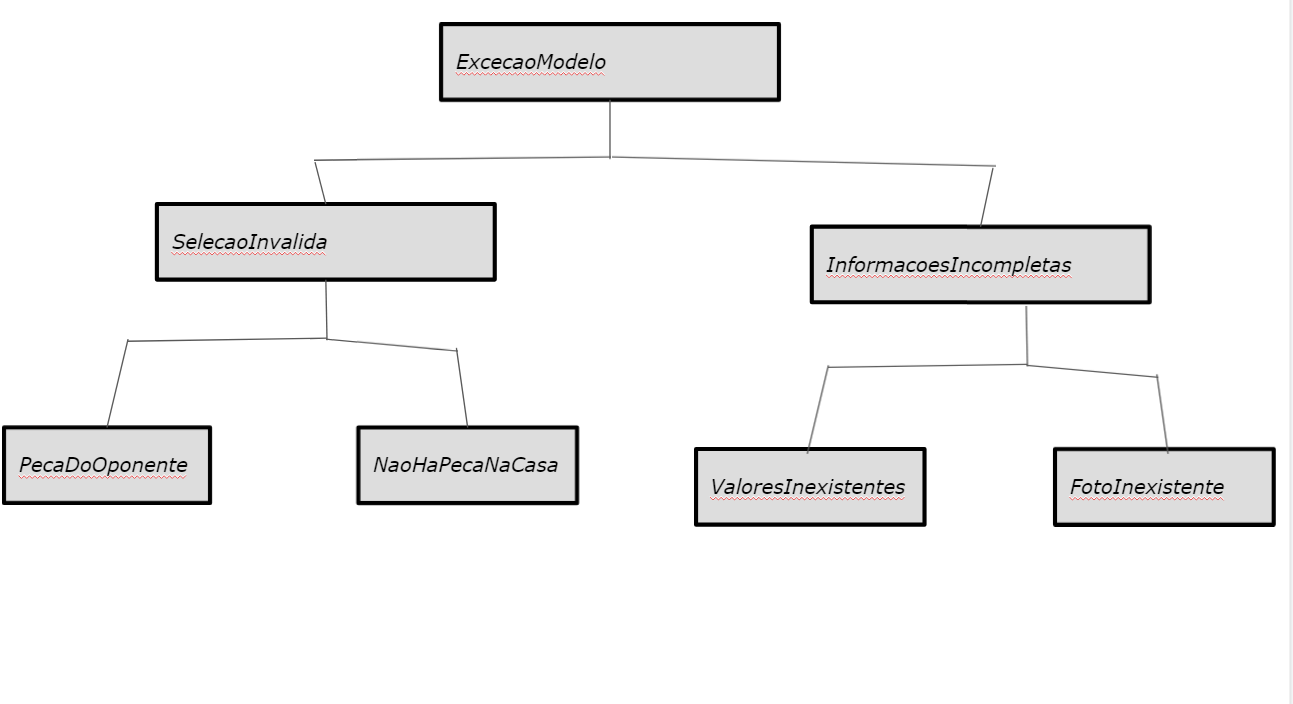 ExcecaoModelo
SelecaoInvalida
InformacoesIncompletas
PecaDoOponente
NaoHaPecaNaCasa
ValoresInexistentes
FotoInexistente